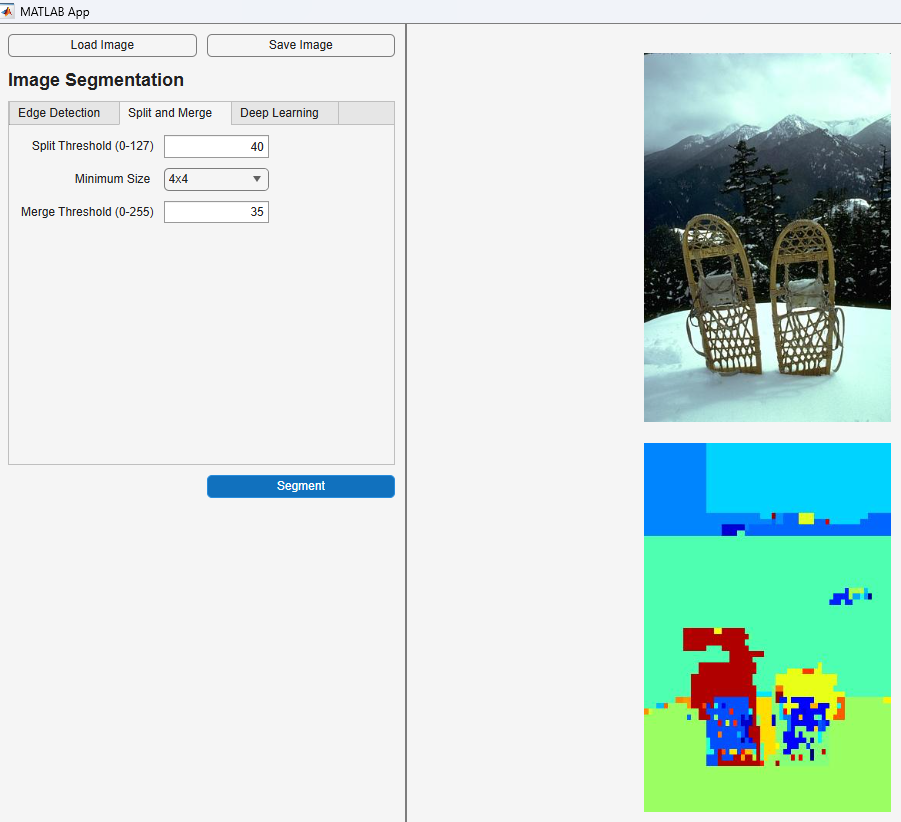 MATLAB App
Load Image Save Image
Image Segmentation
Edge Detection Split and Merge Deep Learning
Split Threshold (0-127) 40
Minimum Size 4x4
Merge Threshold (0-255) 35
Segment